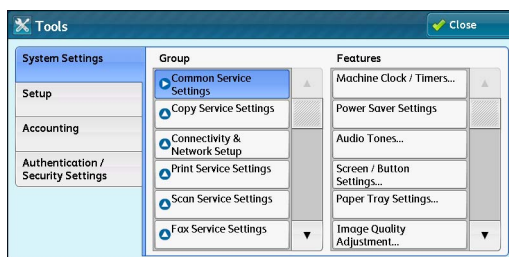 Tools
Close
System Settings
Setup
Accounting
Authentication /
Security Settings
Group
Common Service
Settings
Copy Service Settings
Connectivity &
Network Setup
Print Service Settings
Scan Service Settings
Fax Service Settings
Features
Machine Clock / Timers...
Power Saver Settings
Audio Tones...
Screen / Button
Settings...
Paper Tray Settings...
Image Quality
Adjustment...